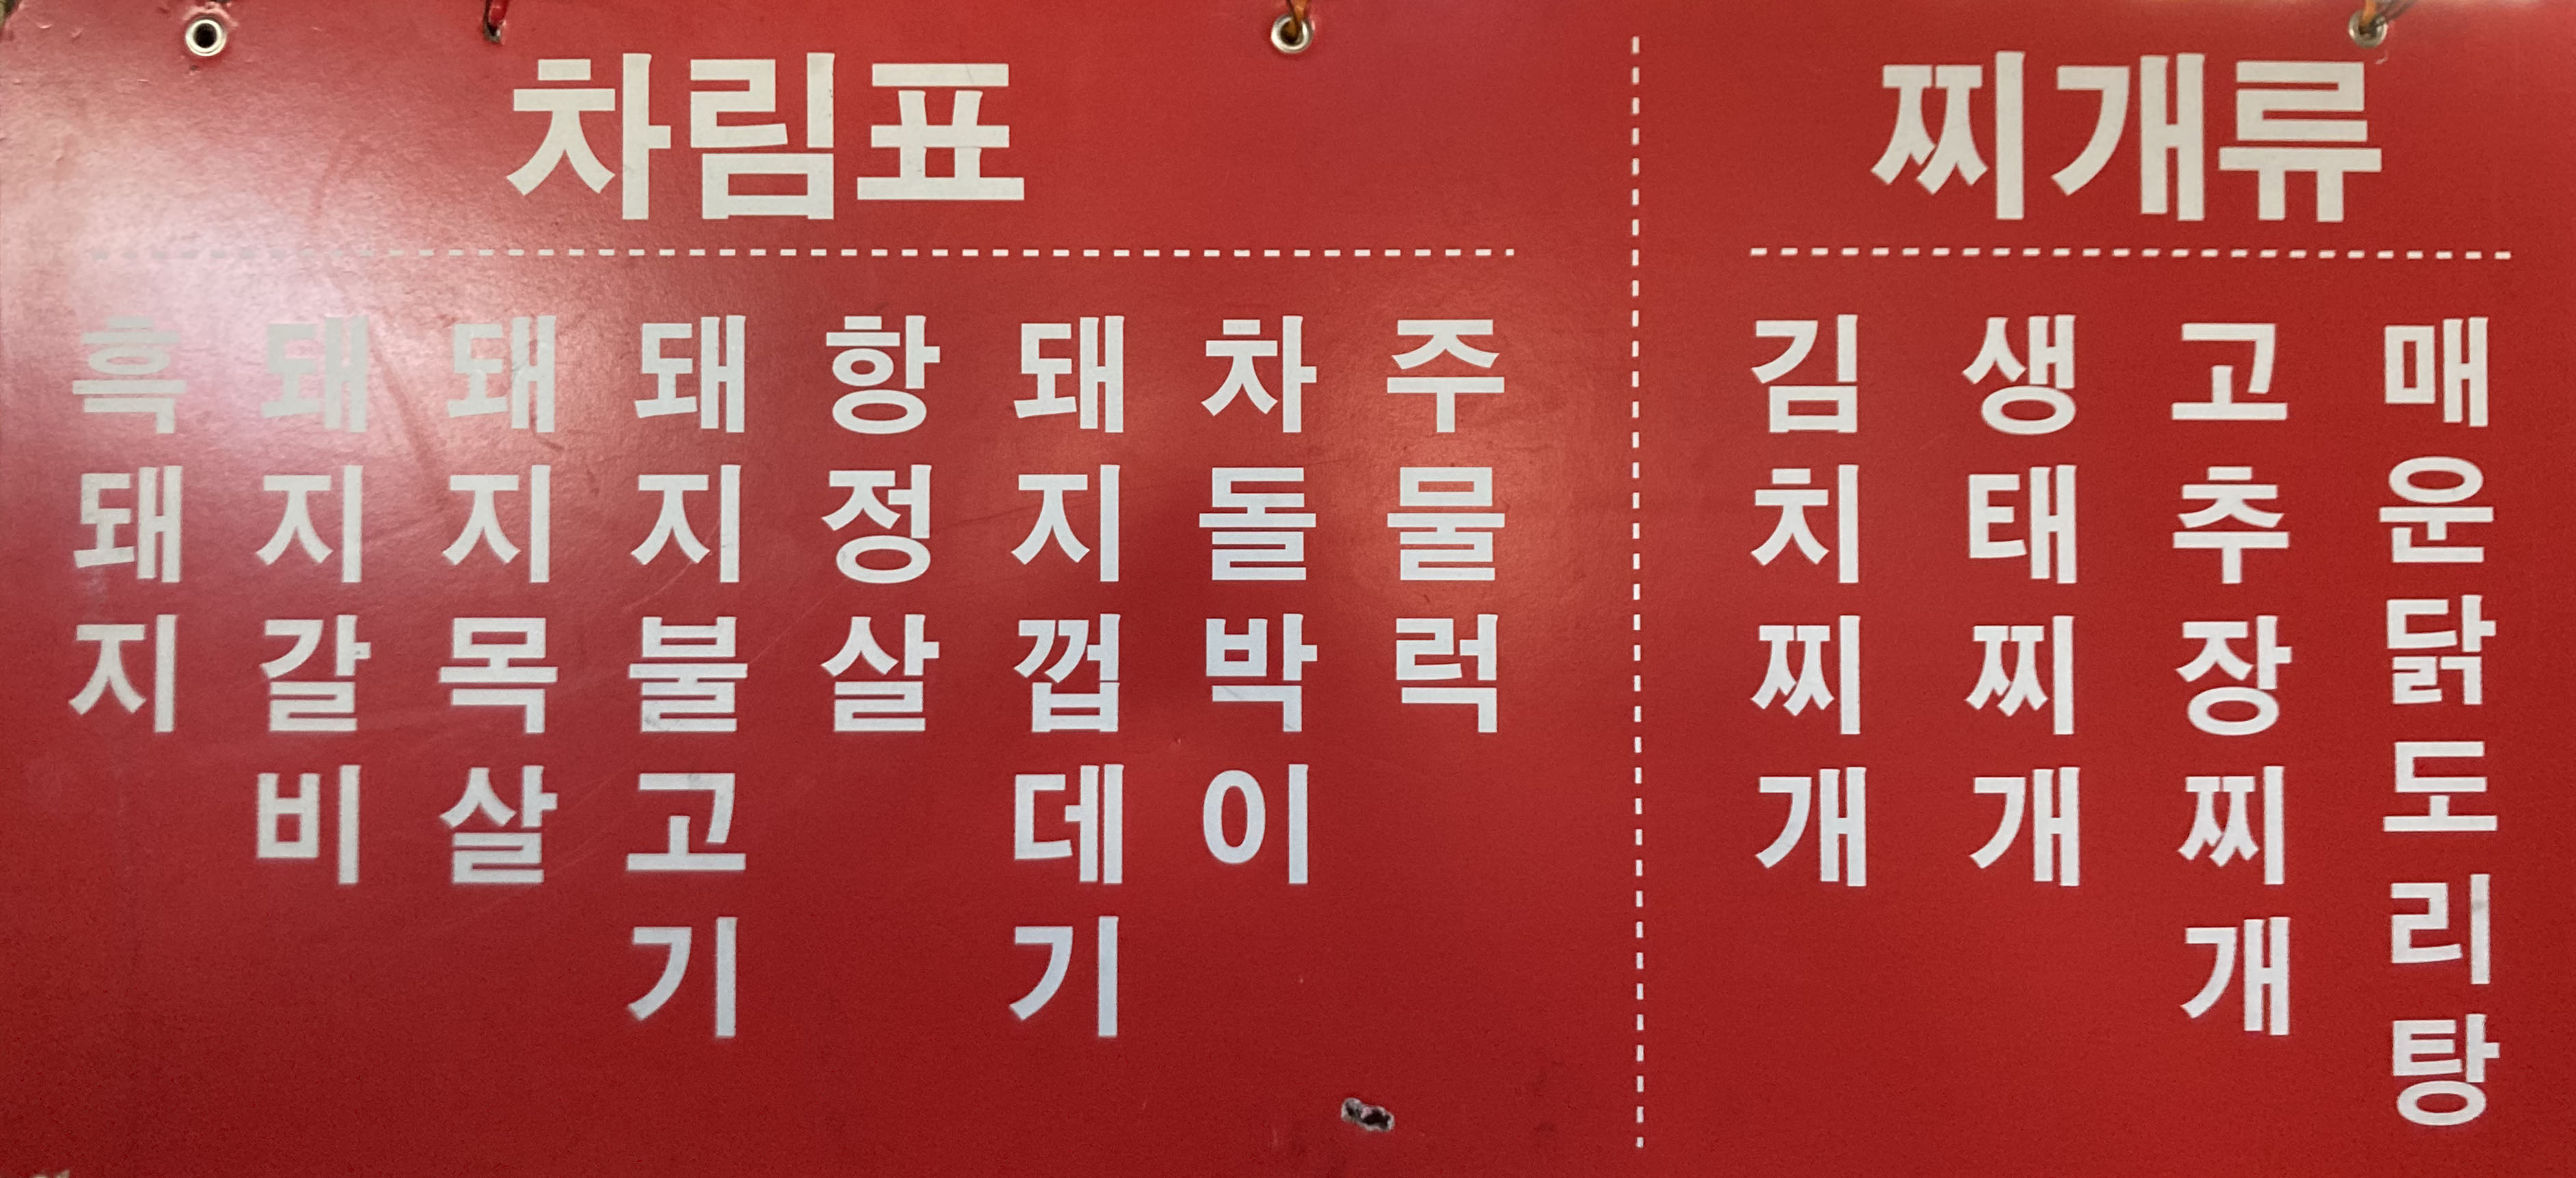 차림표
흑돼지
돼지갈비
돼지목살
돼지불고기
항정살
돼지껍데기
차돌박이
주물럭
찌개류
김치찌개
생태찌개
고추장찌개
매운닭도리탕